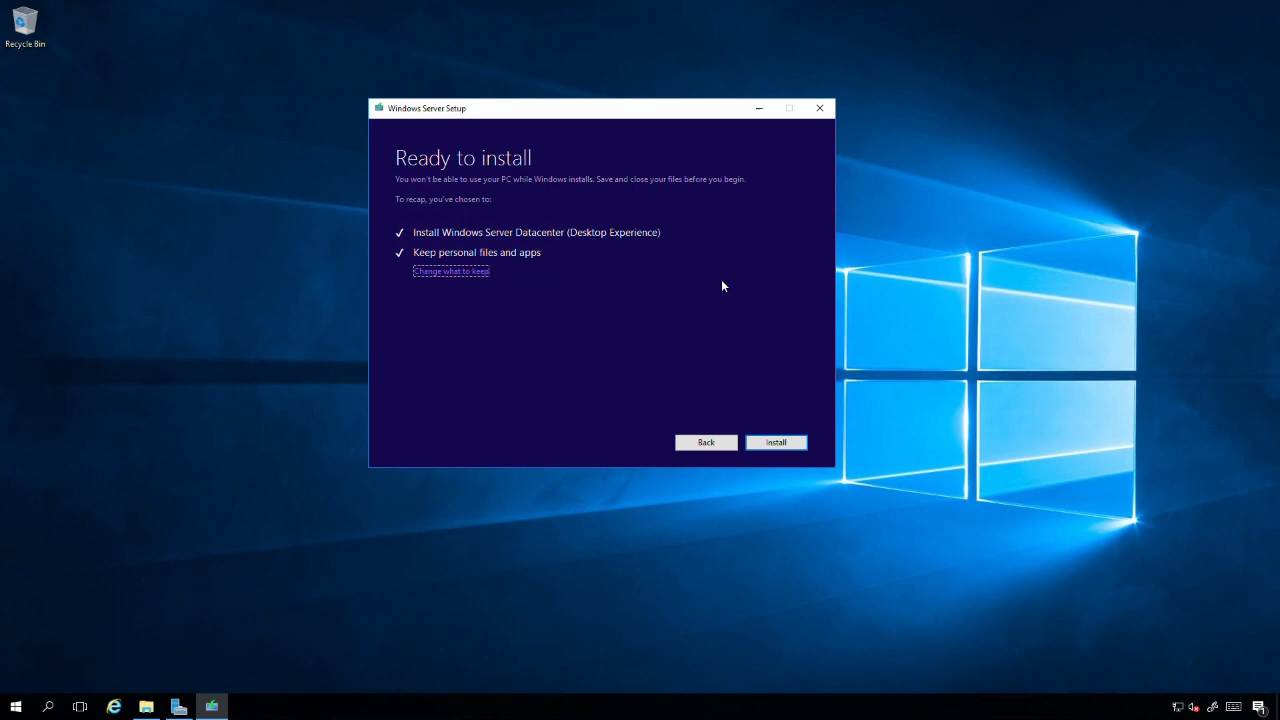 Recycle Bin
Windows Server Setup
Ready to install
You won't be able to use your PC while Windows installs. Save and close your files before you begin.
To recap, you've chosen to:
✓ Install Windows Server Datacenter (Desktop Experience)
✓ Keep personal files and apps
Change what to keep
Back
Install
1